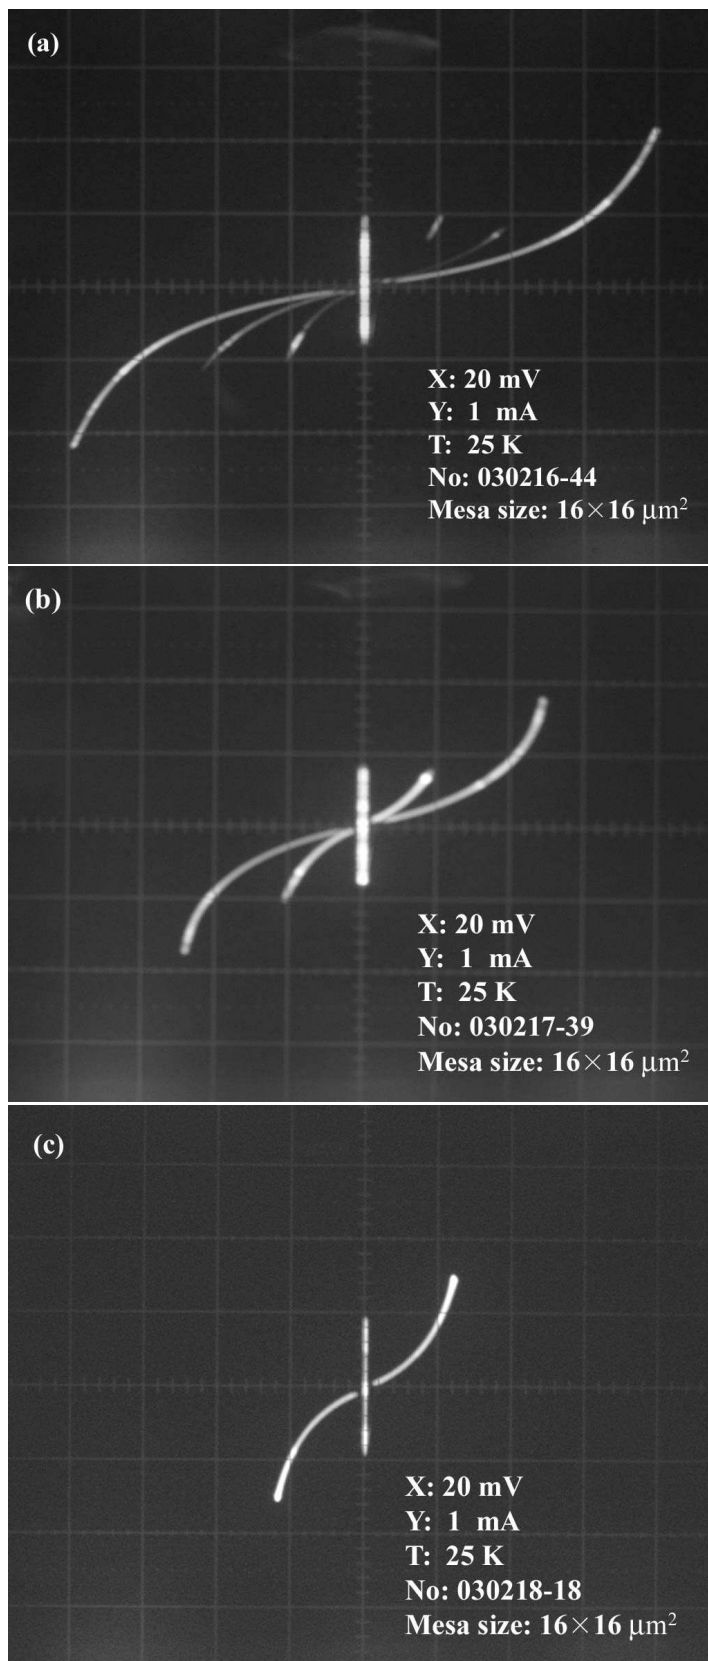 (a)
X: 20 mV
Y: 1 mA
T: 25 K
No: 030216-44
Mesa size: 16×16 μm²
(b)
X: 20 mV
Y: 1 mA
T: 25 K
No: 030217-39
Mesa size: 16×16 μm²
(c)
X: 20 mV
Y: 1 mA
T: 25 K
No: 030218-18
Mesa size: 16×16 μm²